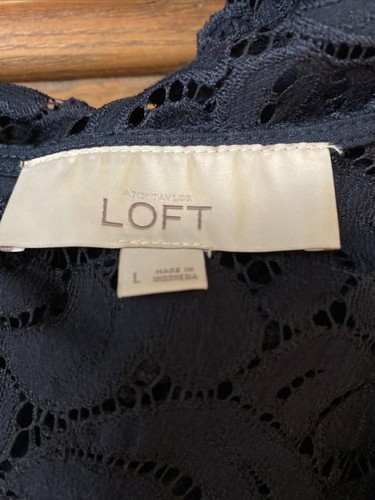 ANN TAYLOR
LOFT
L
MADE IN
INDONESIA